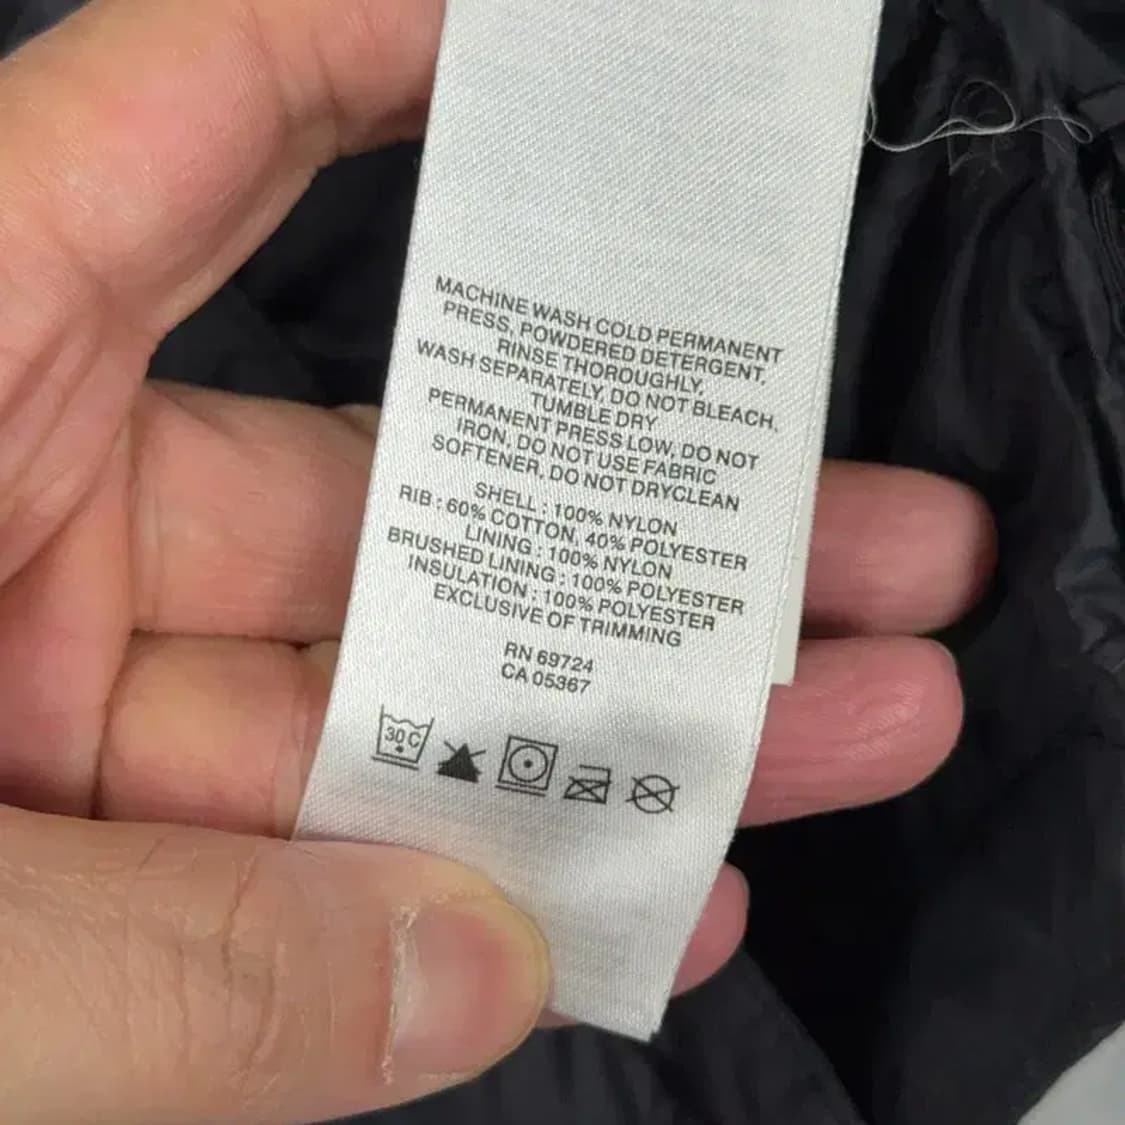 MACHINE WASH COLD PERMANENT
PRESS, POWDERED DETERGENT,
RINSE THOROUGHLY,
WASH SEPARATELY, DO NOT BLEACH,
TUMBLE DRY
PERMANENT PRESS LOW, DO NOT
IRON, DO NOT USE FABRIC
SOFTENER, DO NOT DRYCLEAN
SHELL : 100% NYLON
RIB : 60% COTTON, 40% POLYESTER
LINING : 100% NYLON
BRUSHED LINING : 100% POLYESTER
INSULATION : 100% POLYESTER
EXCLUSIVE OF TRIMMING
RN 69724
CA 05367
30 C